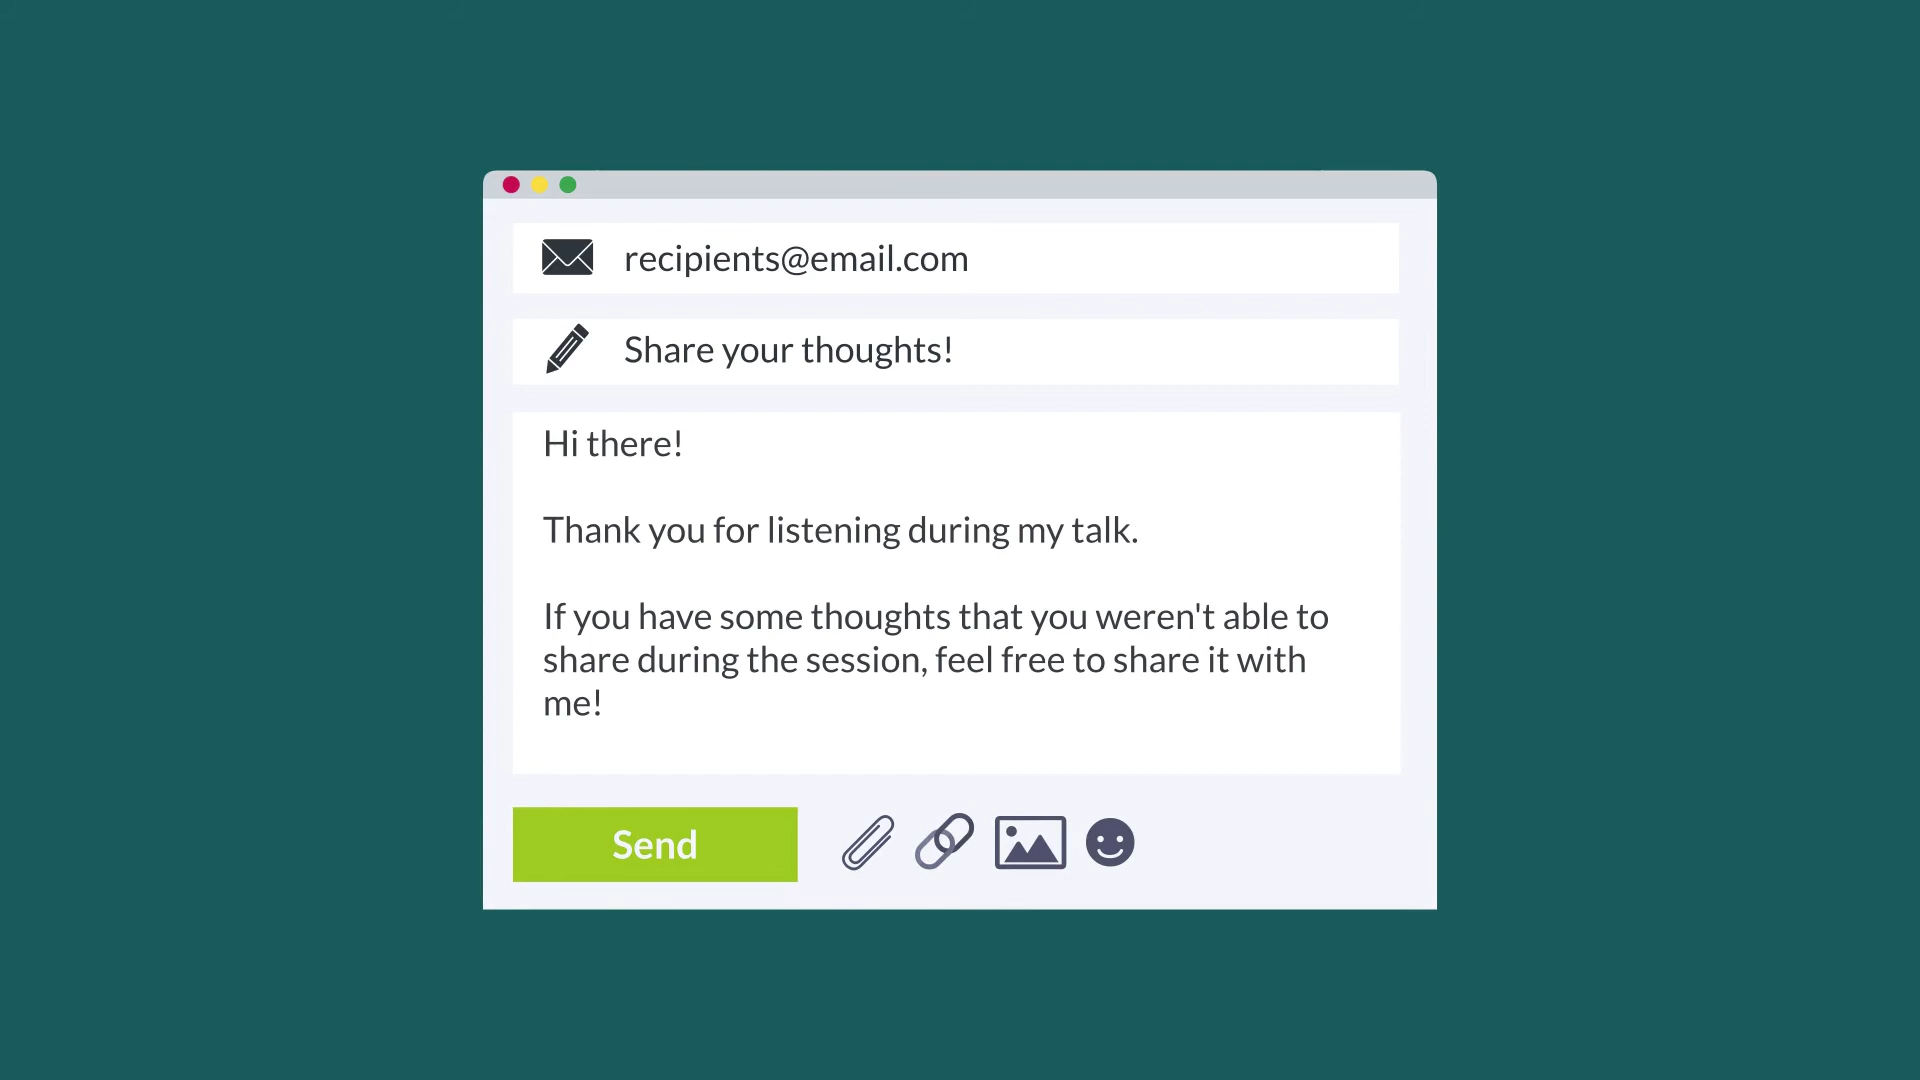 recipients@email.com
Share your thoughts!
Hi there!
Thank you for listening during my talk.
If you have some thoughts that you weren't able to
share during the session, feel free to share it with
me!
Send